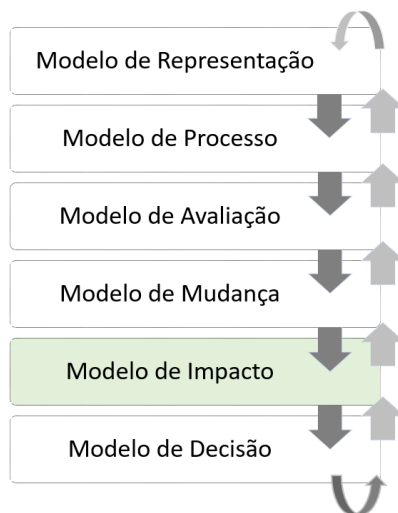 Modelo de Representação
Modelo de Processo
Modelo de Avaliação
Modelo de Mudança
Modelo de Impacto
Modelo de Decisão